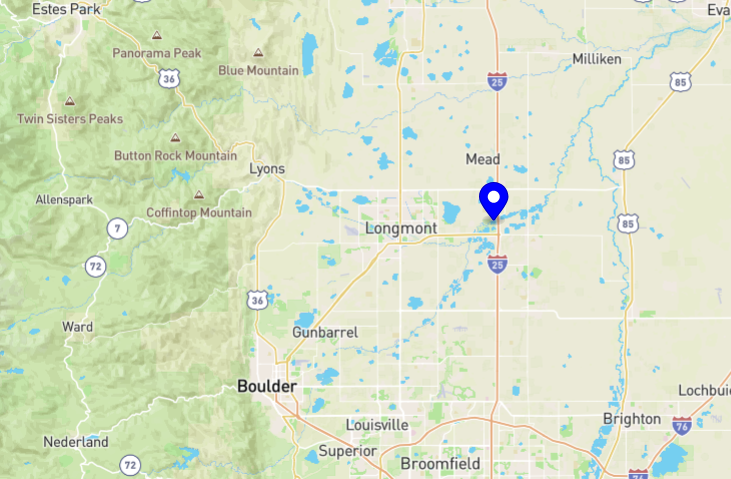 Estes Park
Eva
Panorama Peak
Milliken
Blue Mountain
36
25
85
Twin Sisters Peaks
Button Rock Mountain
Mead
85
Lyons
Allenspark
Coffintop Mountain
7
Longmont
85
72
25
36
Ward
Gunbarrel
Boulder
Lochbuie
Louisville
Brighton
76
Nederland
Superior
72
Broomfield
76